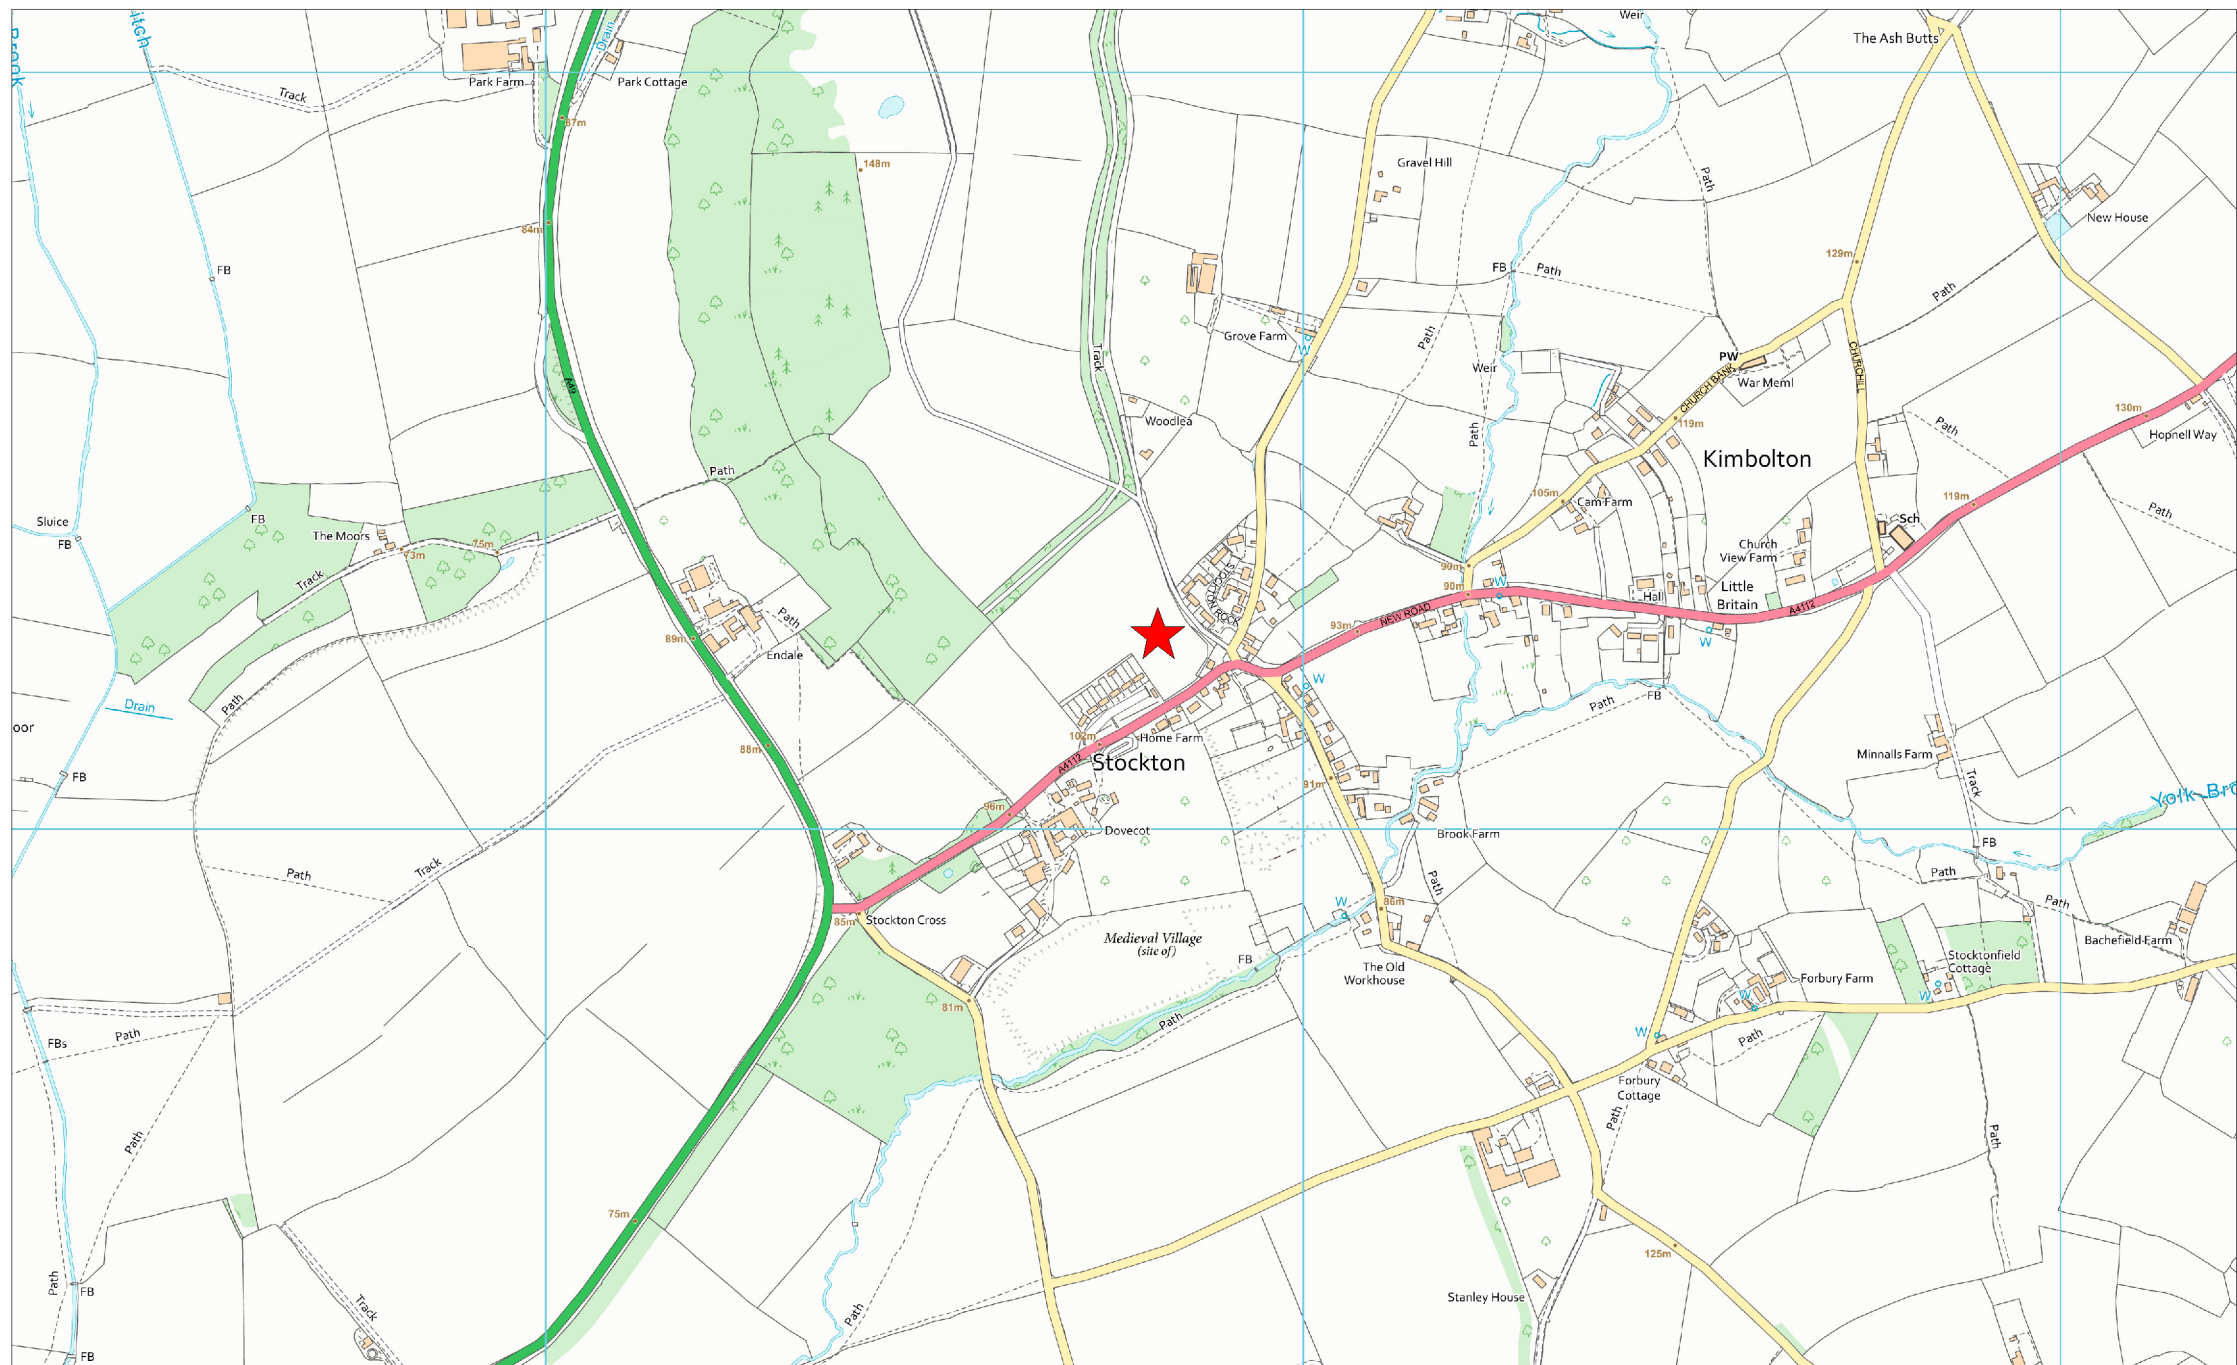 Brook
itch
Drain
Weir
The Ash Butts
Park Farm
Park Cottage
Track
87m
148m
Gravel Hill
Path
New House
84m
FB
FB
Path
129m
Path
Grove Farm
W
Path
Track
Weir
PW
War Meml
CHURCH BANK
CHURCHILL
A49
Woodlea
Path
119m
130m
Path
Hopnell Way
Kimbolton
Path
105m
Cam Farm
119m
Path
Sluice
FB
FB
The Moors
73m
75m
Track
Sch
Church
View Farm
90m
90m
W
STOCKTON ROCK
Hall
Little
Britain
A4112
NEW ROAD
93m
Path
89m
Endale
W
W
FB
Path
Path
Drain
oor
88m
102m
Home Farm
A4112
Stockton
Minnalls Farm
FB
91m
Track
Yolk Bro
96m
Dovecot
Brook Farm
FB
Path
Track
Path
Path
Path
W
86m
85m
Stockton Cross
Medieval Village
(site of)
FB
Bachefield Farm
Stocktonfield
Cottage
The Old
Workhouse
Forbury Farm
W
W
81m
Path
FBs
Path
W
Path
Forbury
Cottage
Path
Path
Path
75m
125m
Path
FB
Track
Path
Stanley House
FB